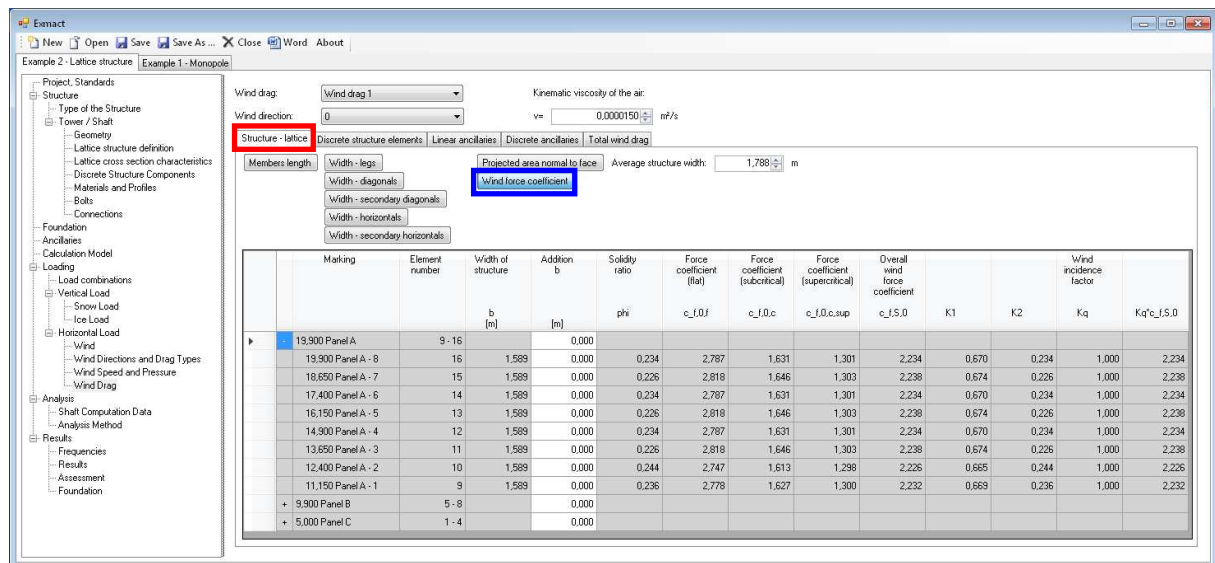 Exmact
New Open Save Save As ... Close Word About
Example 2 - Lattice structure Example 1 - Monopole
Project, Standards
Structure
Type of the Structure
Tower / Shaft
Geometry
Lattice structure definition
Lattice cross section characteristics
Discrete Structure Components
Materials and Profiles
Bolts
Connections
Foundation
Ancillaries
Calculation Model
Loading
Load combinations
Vertical Load
Snow Load
Ice Load
Horizontal Load
Wind
Wind Directions and Drag Types
Wind Speed and Pressure
Wind Drag
Analysis
Shaft Computation Data
Analysis Method
Results
Frequencies
Results
Assessment
Foundation
Wind drag: Wind drag 1 Kinematic viscosity of the air:
Wind direction: 0 v= 0,0000150 m²/s
Structure - lattice Discrete structure elements Linear ancillaries Discrete ancillaries Total wind drag
Members length Width - legs Projected area normal to face Average structure width: 1,788 m
Width - diagonals Wind force coefficient
Width - secondary diagonals
Width - horizontals
Width - secondary horizontals
Marking Element number Width of structure Addition b Solidity ratio Force coefficient (flat) Force coefficient (subcritical) Force coefficient (supercritical) Overall wind force coefficient Wind incidence factor
b [m] [m] phi c_f,0,f c_f,0,c c_f,0,c,sup c_f,S,0 K1 K2 Kq Kq*c_f,S,0
- 19,900 Panel A 9 - 16 0,000
19,900 Panel A - 8 16 1,589 0,000 0,234 2,787 1,631 1,301 2,234 0,670 0,234 1,000 2,234
18,650 Panel A - 7 15 1,589 0,000 0,226 2,818 1,646 1,303 2,238 0,674 0,226 1,000 2,238
17,400 Panel A - 6 14 1,589 0,000 0,234 2,787 1,631 1,301 2,234 0,670 0,234 1,000 2,234
16,150 Panel A - 5 13 1,589 0,000 0,226 2,818 1,646 1,303 2,238 0,674 0,226 1,000 2,238
14,900 Panel A - 4 12 1,589 0,000 0,234 2,787 1,631 1,301 2,234 0,670 0,234 1,000 2,234
13,650 Panel A - 3 11 1,589 0,000 0,226 2,818 1,646 1,303 2,238 0,674 0,226 1,000 2,238
12,400 Panel A - 2 10 1,589 0,000 0,244 2,747 1,613 1,298 2,226 0,665 0,244 1,000 2,226
11,150 Panel A - 1 9 1,589 0,000 0,236 2,778 1,627 1,300 2,232 0,669 0,236 1,000 2,232
+ 9,900 Panel B 5 - 8 0,000
+ 5,000 Panel C 1 - 4 0,000